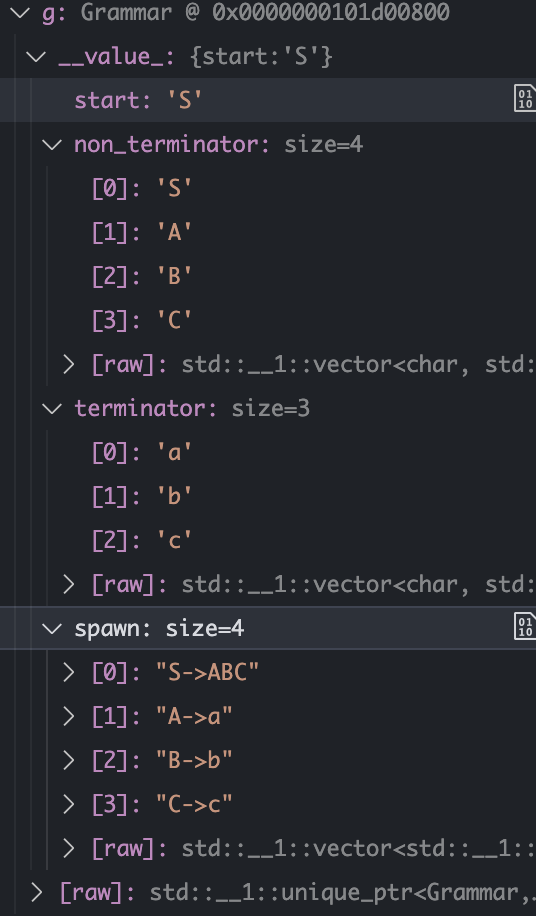 g: Grammar @ 0x0000000101d00800
__value_: {start:'S'}
start: 'S'
non_terminator: size=4
[0]: 'S'
[1]: 'A'
[2]: 'B'
[3]: 'C'
[raw]: std::__1::vector<char, std:
terminator: size=3
[0]: 'a'
[1]: 'b'
[2]: 'c'
[raw]: std::__1::vector<char, std:
spawn: size=4
[0]: "S->ABC"
[1]: "A->a"
[2]: "B->b"
[3]: "C->c"
[raw]: std::__1::vector<std::__1::
[raw]: std::__1::unique_ptr<Grammar,…